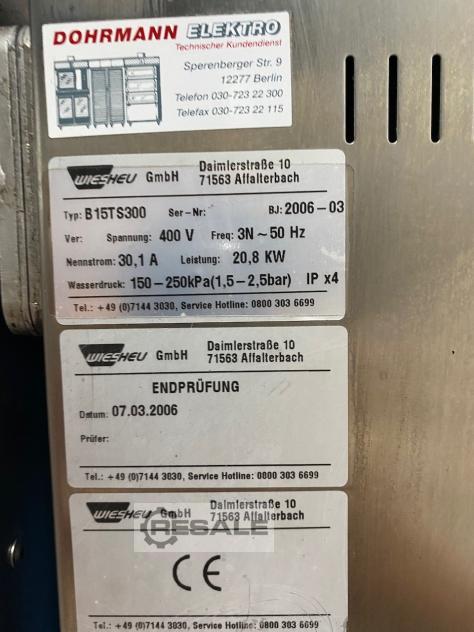 DOHRMANN ELEKTRO
Technischer Kundendienst
Sperenberger Str. 9
12277 Berlin
Telefon 030-723 22 300
Telefax 030-723 22 115
WIESHEU GmbH Daimlerstraße 10
71563 Affalterbach
Typ: B15TS300 Ser-Nr: BJ: 2006-03
Ver: Spannung: 400 V Freq: 3N~50 Hz
Nennstrom: 30,1 A Leistung: 20,8 KW
Wasserdruck: 150-250kPa(1,5-2,5bar) IP x4
Tel.: +49 (0)7144 3030, Service Hotline: 0800 303 6699
WIESHEU GmbH Daimlerstraße 10
71563 Affalterbach
ENDPRÜFUNG
Datum: 07.03.2006
Prüfer:
Tel.: +49 (0)7144 3030, Service Hotline: 0800 303 6699
WIESHEU GmbH Daimlerstraße 10
71563 Affalterbach
RESALE
CE
Tel.: +49 (0)7144 3030, Service Hotline: 0800 303 6699